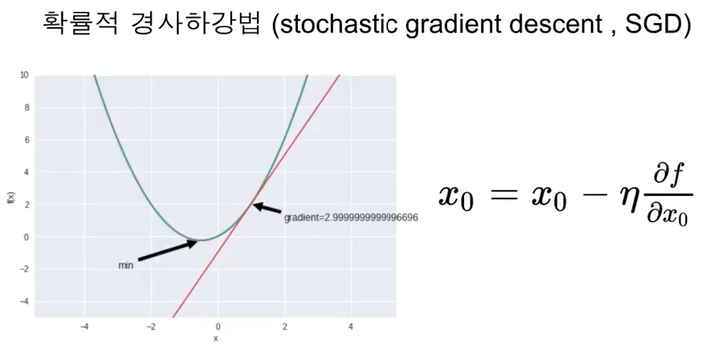 확률적 경사하강법 (stochastic gradient descent , SGD)
10
8
6
4
2
0
−2
−4
f(x)
−4 −2 0 2 4
x
gradient=2.9999999999996696
min
x₀ = x₀ − η ∂f/∂x₀